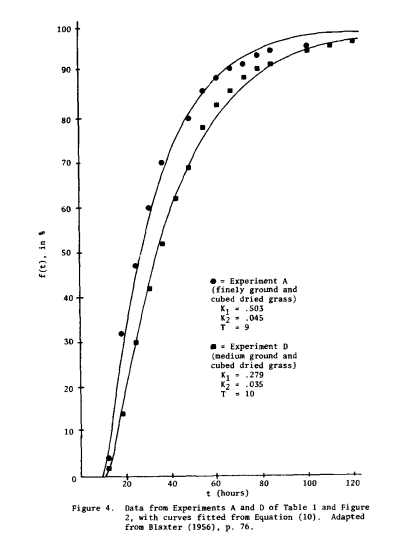 100
90
80
70
60
50
40
30
20
10
0
f(t), in %
20
40
60
80
100
120
t (hours)
● = Experiment A
(finely ground and
cubed dried grass)
K1 = .503
K2 = .045
T = 9
■ = Experiment D
(medium ground and
cubed dried grass)
K1 = .279
K2 = .035
T = 10
Figure 4. Data from Experiments A and D of Table 1 and Figure
2, with curves fitted from Equation (10). Adapted
from Blaxter (1956), p. 76.